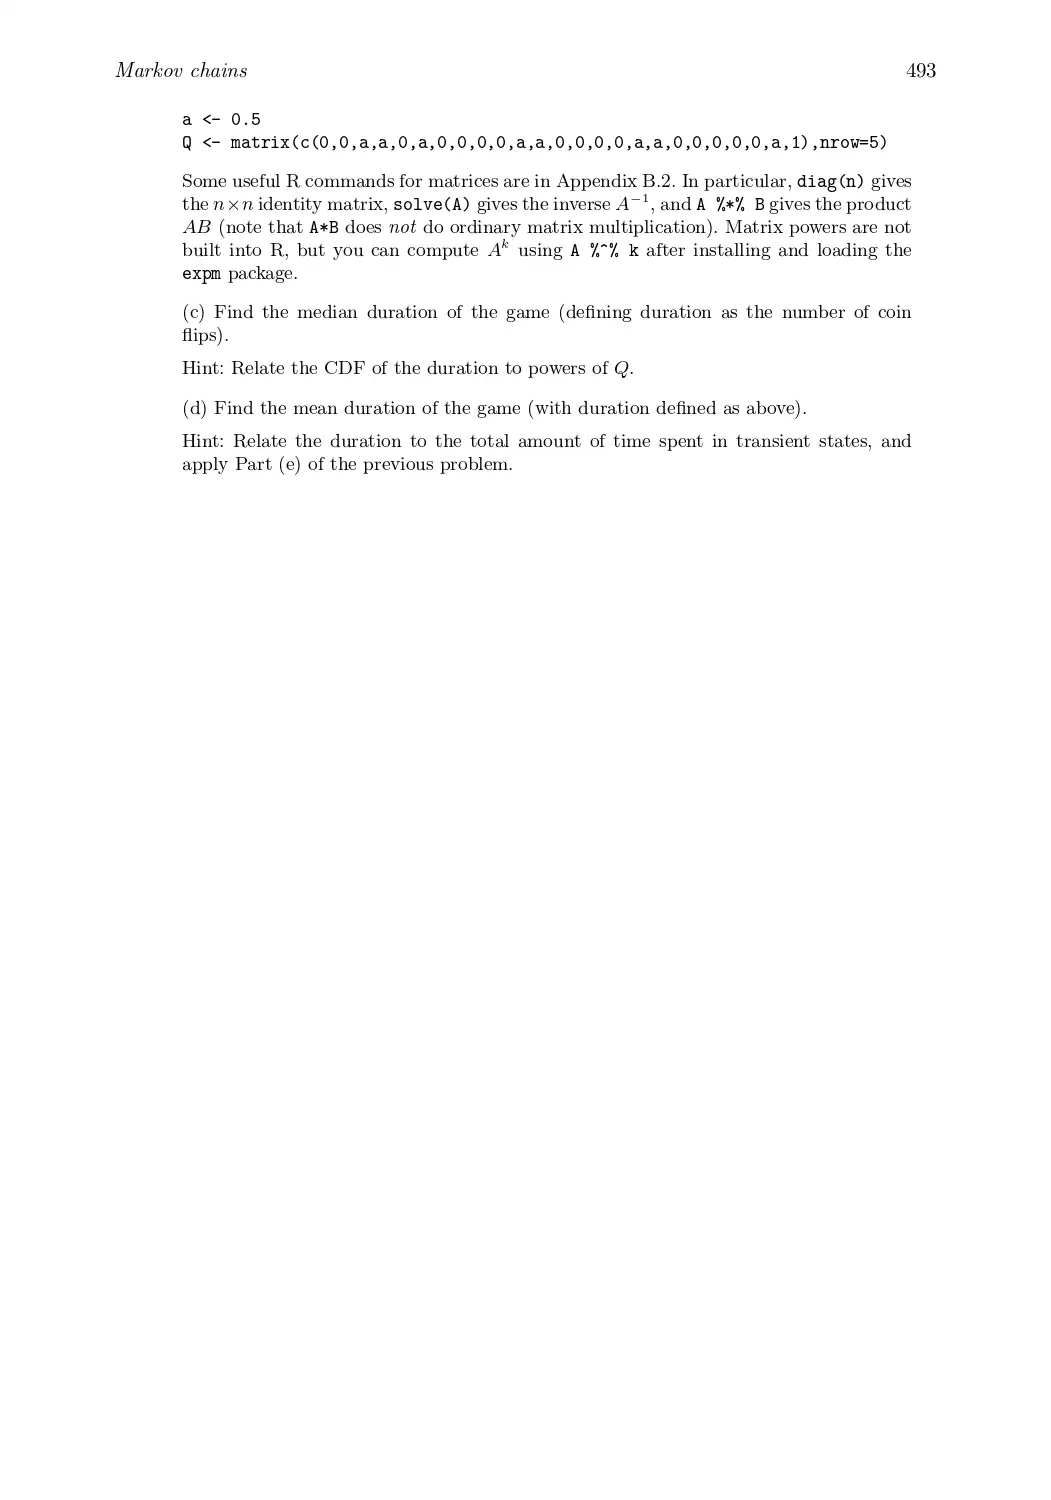 Markov chains 493
a <- 0.5
Q <- matrix(c(0,0,a,a,0,a,0,0,0,0,a,a,0,0,0,0,a,a,0,0,0,0,0,a,1),nrow=5)
Some useful R commands for matrices are in Appendix B.2. In particular, diag(n) gives
the n×n identity matrix, solve(A) gives the inverse A⁻¹, and A %*% B gives the product
AB (note that A*B does not do ordinary matrix multiplication). Matrix powers are not
built into R, but you can compute Aᵏ using A %^% k after installing and loading the
expm package.
(c) Find the median duration of the game (defining duration as the number of coin
flips).
Hint: Relate the CDF of the duration to powers of Q.
(d) Find the mean duration of the game (with duration defined as above).
Hint: Relate the duration to the total amount of time spent in transient states, and
apply Part (e) of the previous problem.